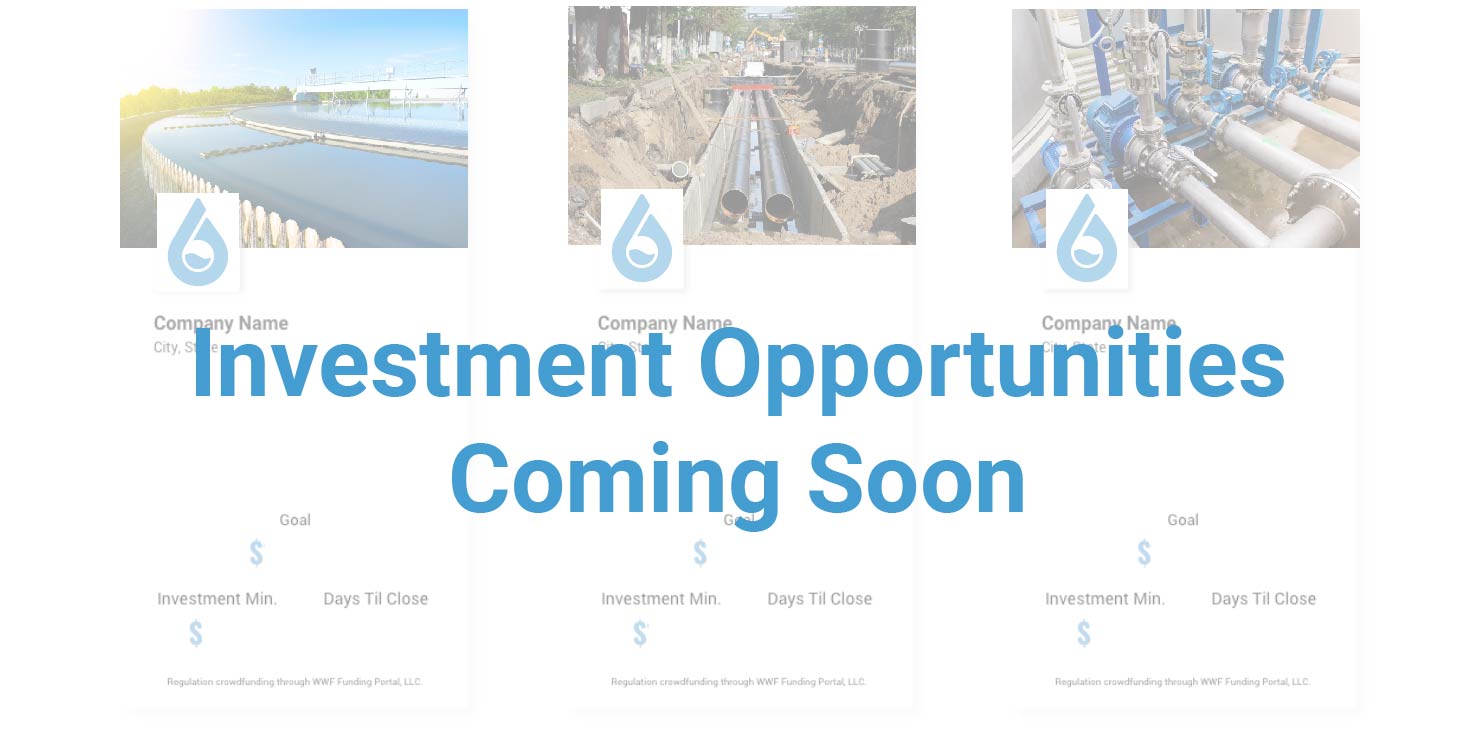 Company Name
City, State
Company Name
City, State
Company Name
City, State
Investment Opportunities
Coming Soon
Goal
$
Goal
$
Goal
$
Investment Min. Days Til Close
$
Investment Min. Days Til Close
$
Investment Min. Days Til Close
$
Regulation crowdfunding through WWF Funding Portal, LLC.
Regulation crowdfunding through WWF Funding Portal, LLC.
Regulation crowdfunding through WWF Funding Portal, LLC.